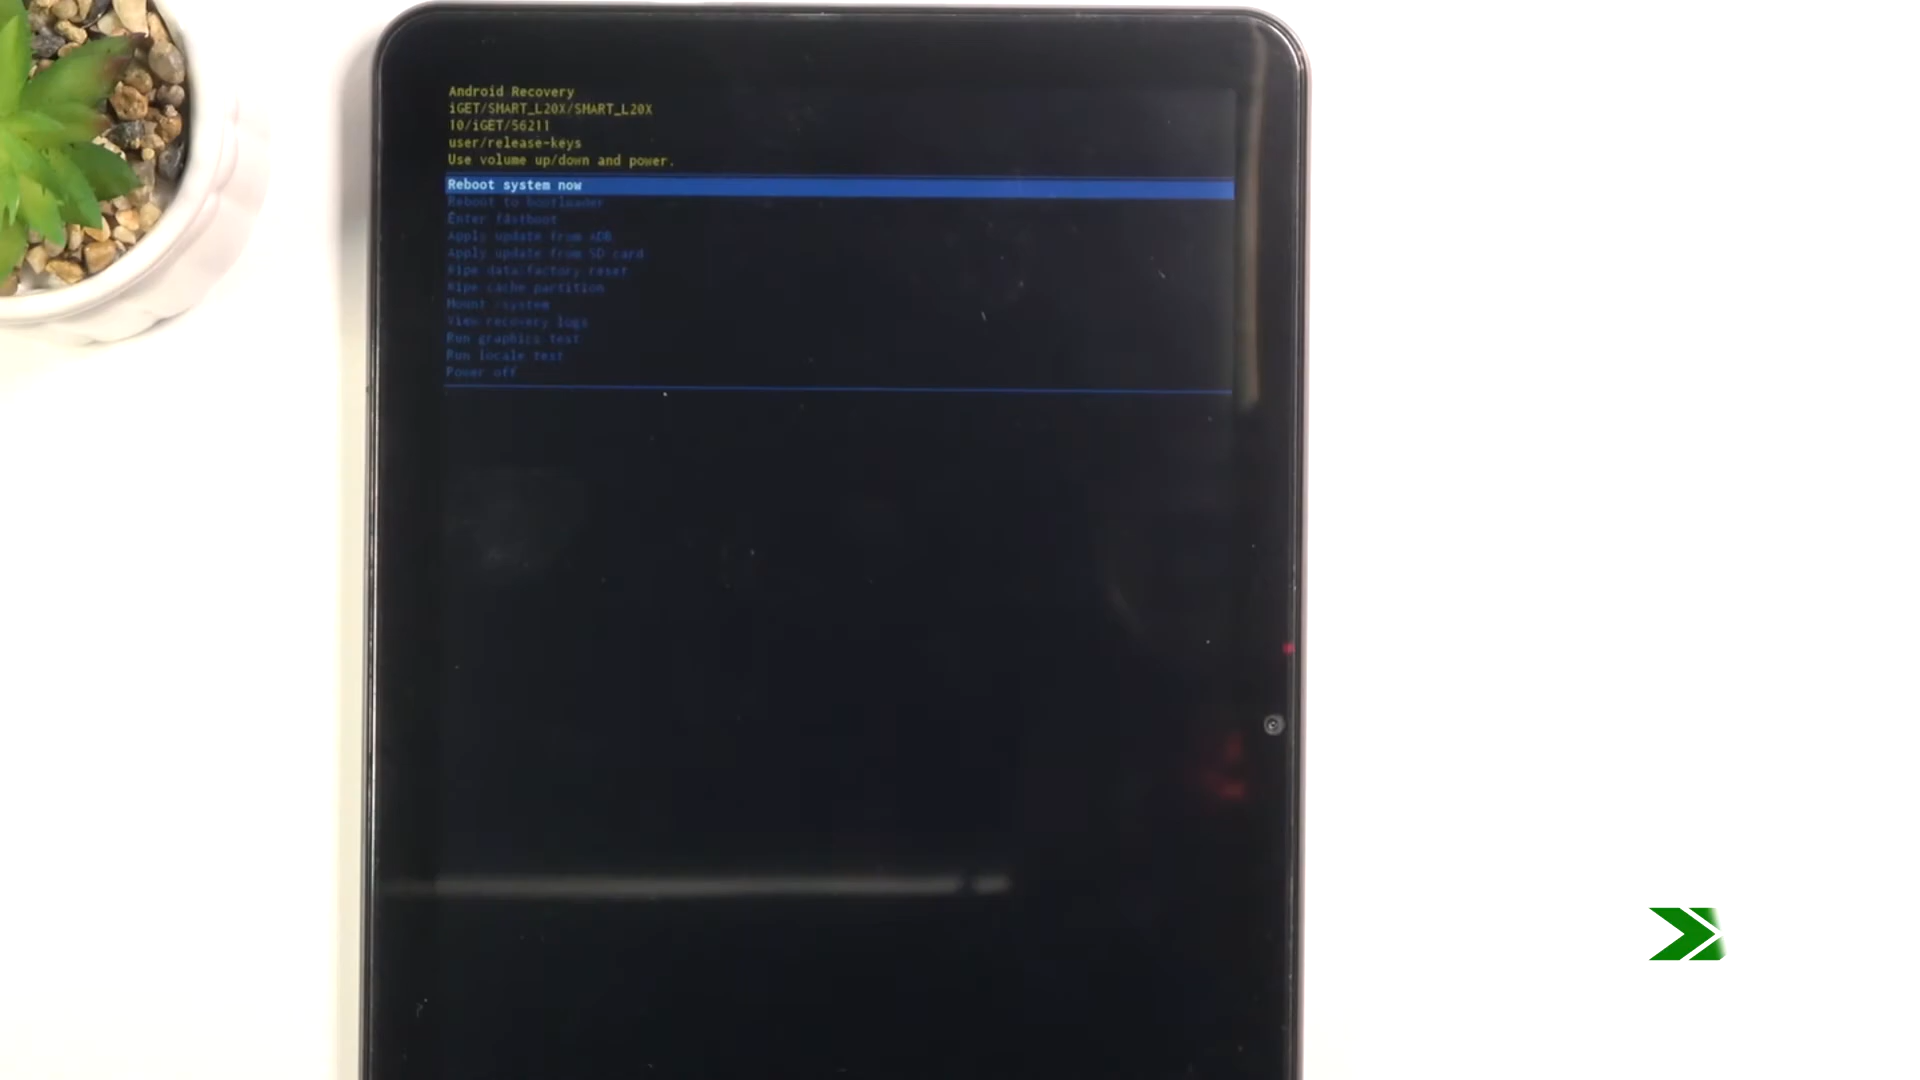 Android Recovery
iGET/SMART_L20X/SMART_L20X
10/iGET/56211
user/release-keys
Use volume up/down and power.
Reboot system now
Reboot to bootloader
Enter fastboot
Apply update from ADB
Apply update from SD card
Wipe data/factory reset
Wipe cache partition
Mount /system
View recovery logs
Run graphics test
Run locale test
Power off